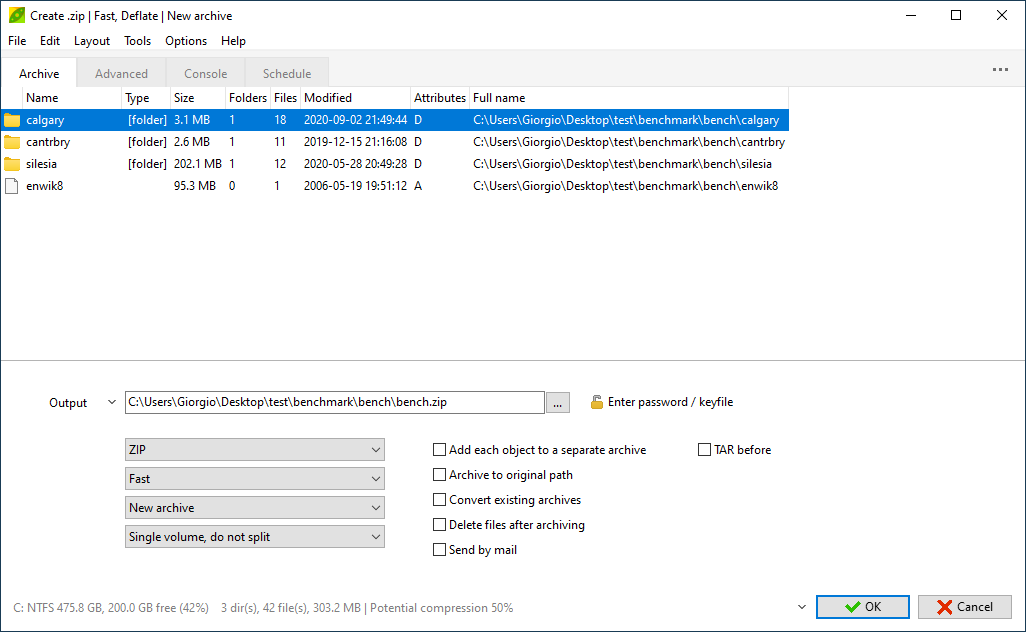 Create .zip | Fast, Deflate | New archive
File Edit Layout Tools Options Help
Archive Advanced Console Schedule ...
Name Type Size Folders Files Modified Attributes Full name
calgary [folder] 3.1 MB 1 18 2020-09-02 21:49:44 D C:\Users\Giorgio\Desktop\test\benchmark\bench\calgary
cantrbry [folder] 2.6 MB 1 11 2019-12-15 21:16:08 D C:\Users\Giorgio\Desktop\test\benchmark\bench\cantrbry
silesia [folder] 202.1 MB 1 12 2020-05-28 20:49:28 D C:\Users\Giorgio\Desktop\test\benchmark\bench\silesia
enwik8 95.3 MB 0 1 2006-05-19 19:51:12 A C:\Users\Giorgio\Desktop\test\benchmark\bench\enwik8
Output C:\Users\Giorgio\Desktop\test\benchmark\bench\bench.zip ... Enter password / keyfile
ZIP Add each object to a separate archive TAR before
Archive to original path
Fast
Convert existing archives
New archive
Delete files after archiving
Single volume, do not split
Send by mail
C: NTFS 475.8 GB, 200.0 GB free (42%) 3 dir(s), 42 file(s), 303.2 MB | Potential compression 50% OK Cancel